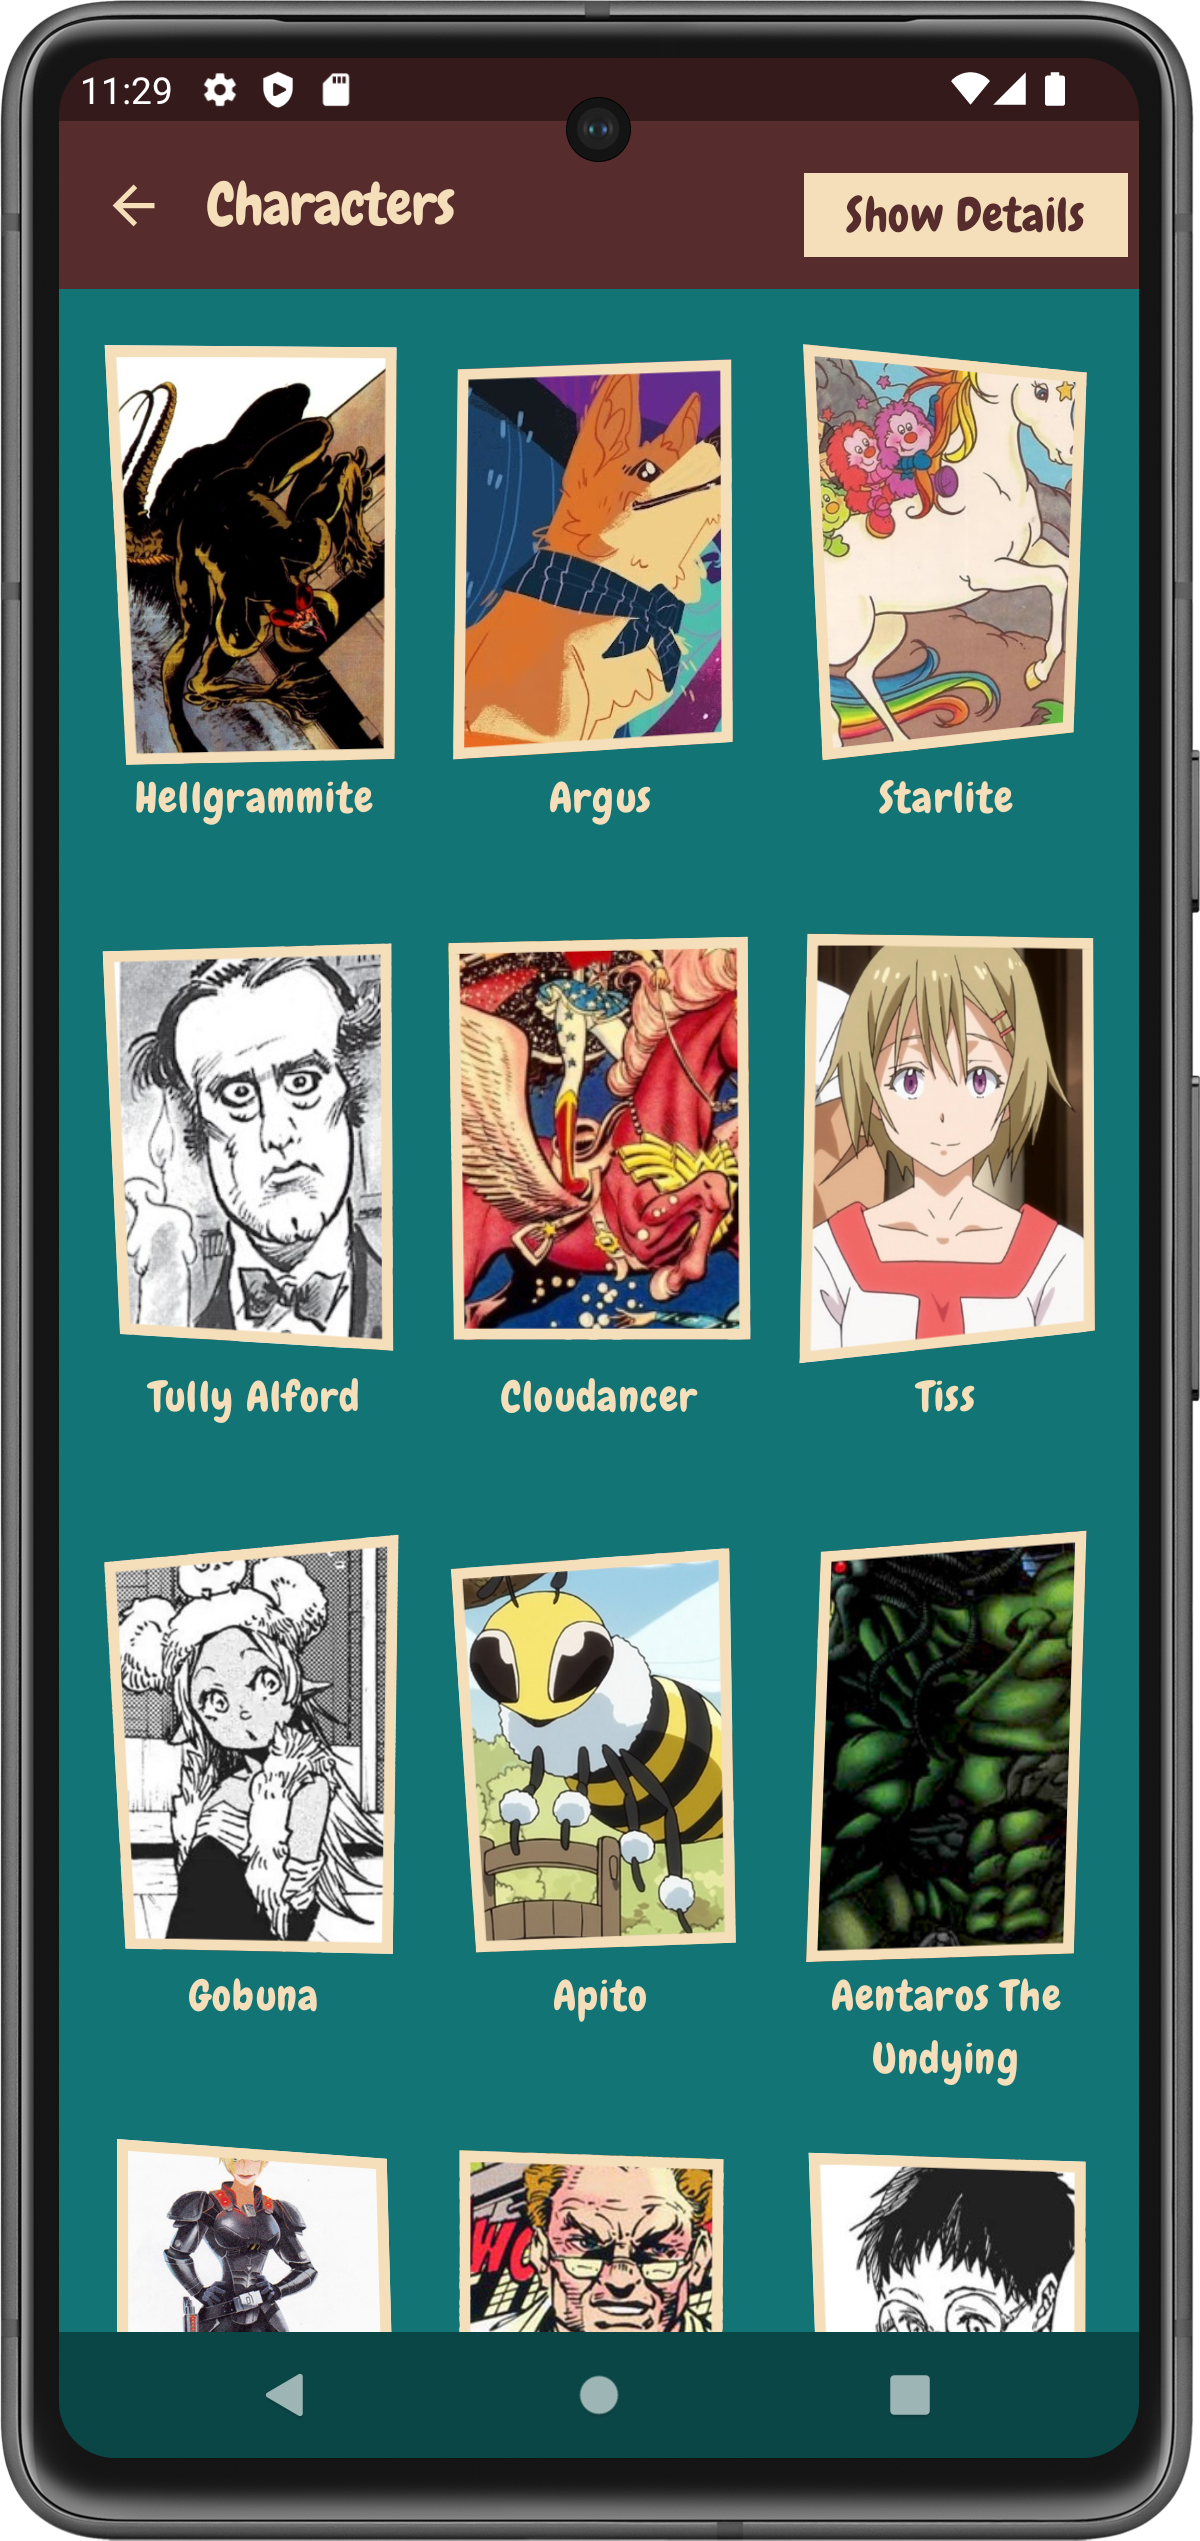 11:29
Characters
Show Details
Hellgrammite
Argus
Starlite
Tully Alford
Cloudancer
Tiss
Gobuna
Apito
Aentaros The
Undying